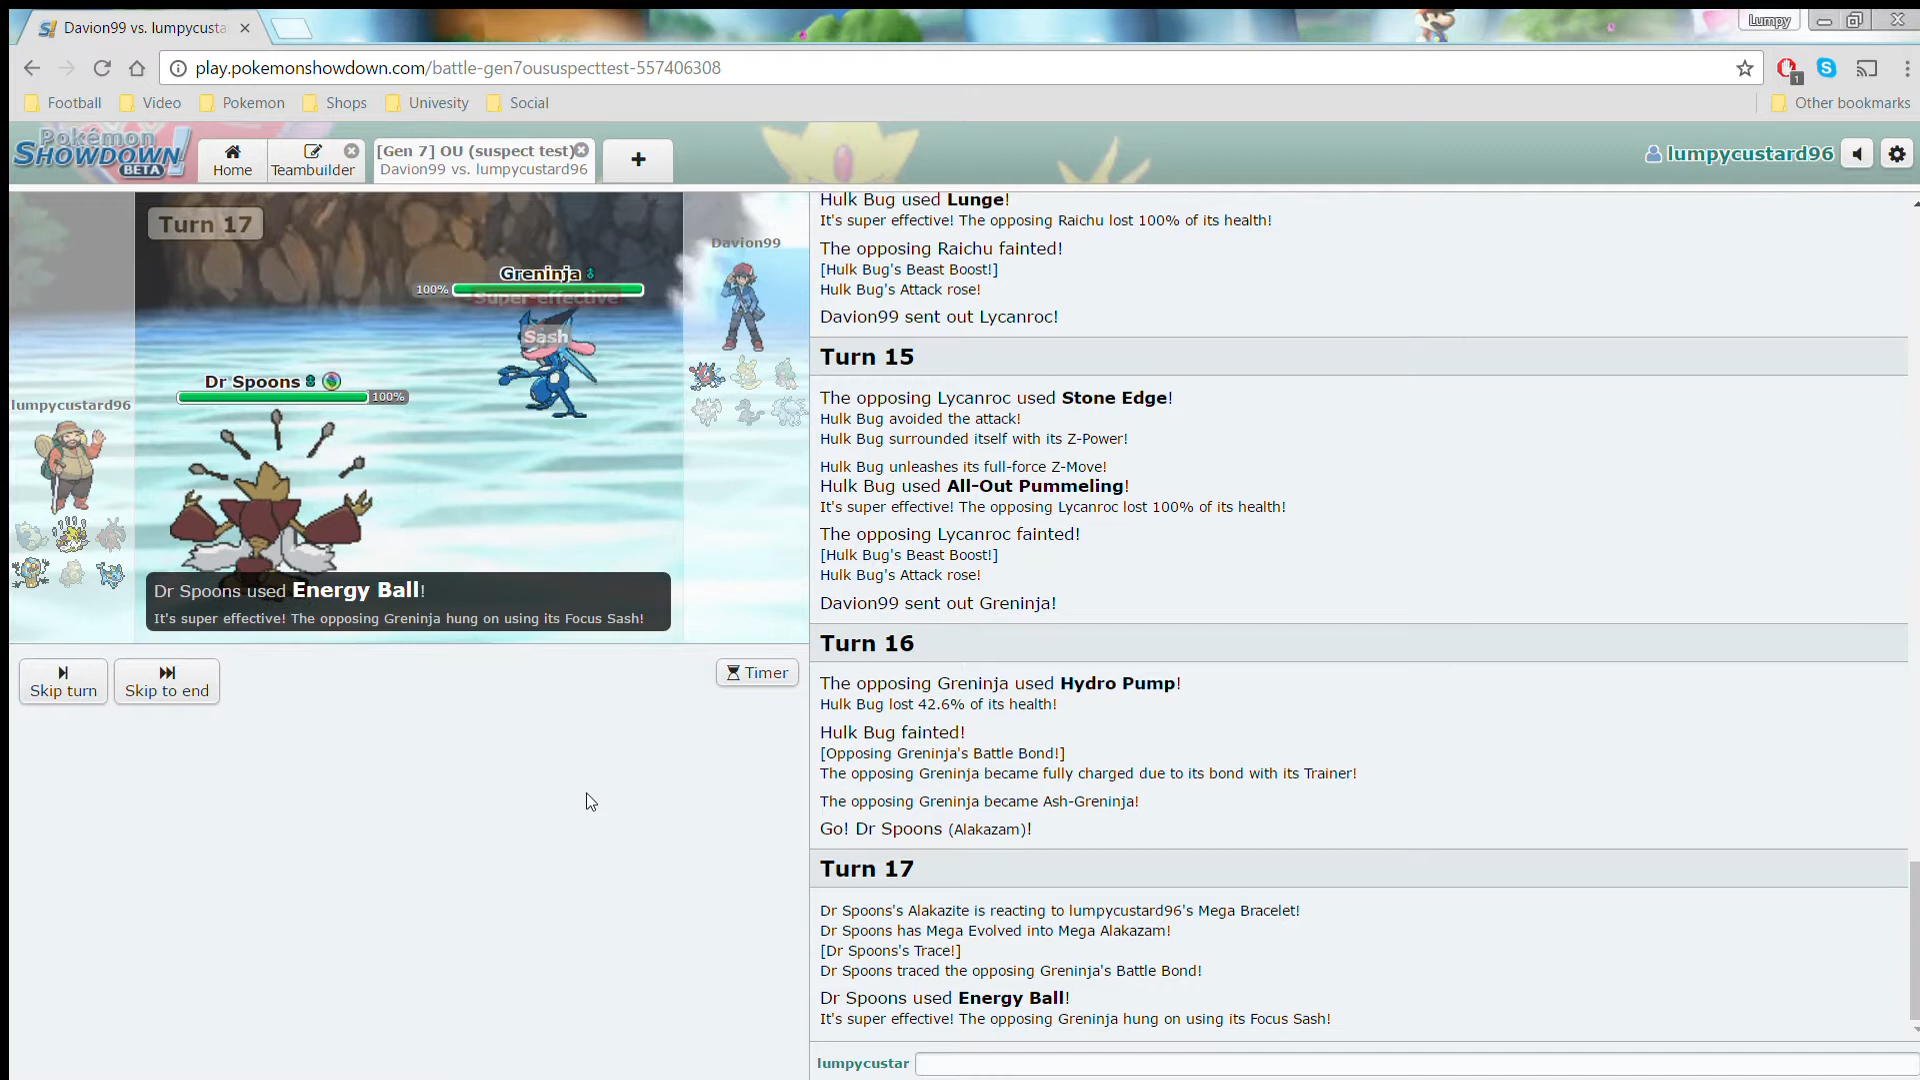 Davion99 vs. lumpycusta
Lumpy
play.pokemonshowdown.com/battle-gen7oususpecttest-557406308
1
Football
Video
Pokemon
Shops
Univesity
Social
Other bookmarks
Pokémon
SHOWDOWN!
BETA
Home
Teambuilder
[Gen 7] OU (suspect test)
Davion99 vs. lumpycustard96
+
lumpycustard96
Turn 17
Davion99
Greninja
100%
Super-effective
Sash
Dr Spoons
100%
lumpycustard96
Dr Spoons used Energy Ball!
It's super effective! The opposing Greninja hung on using its Focus Sash!
Skip turn
Skip to end
Timer
Hulk Bug used Lunge!
It's super effective! The opposing Raichu lost 100% of its health!
The opposing Raichu fainted!
[Hulk Bug's Beast Boost!]
Hulk Bug's Attack rose!
Davion99 sent out Lycanroc!
Turn 15
The opposing Lycanroc used Stone Edge!
Hulk Bug avoided the attack!
Hulk Bug surrounded itself with its Z-Power!
Hulk Bug unleashes its full-force Z-Move!
Hulk Bug used All-Out Pummeling!
It's super effective! The opposing Lycanroc lost 100% of its health!
The opposing Lycanroc fainted!
[Hulk Bug's Beast Boost!]
Hulk Bug's Attack rose!
Davion99 sent out Greninja!
Turn 16
The opposing Greninja used Hydro Pump!
Hulk Bug lost 42.6% of its health!
Hulk Bug fainted!
[Opposing Greninja's Battle Bond!]
The opposing Greninja became fully charged due to its bond with its Trainer!
The opposing Greninja became Ash-Greninja!
Go! Dr Spoons (Alakazam)!
Turn 17
Dr Spoons's Alakazite is reacting to lumpycustard96's Mega Bracelet!
Dr Spoons has Mega Evolved into Mega Alakazam!
[Dr Spoons's Trace!]
Dr Spoons traced the opposing Greninja's Battle Bond!
Dr Spoons used Energy Ball!
It's super effective! The opposing Greninja hung on using its Focus Sash!
lumpycustar